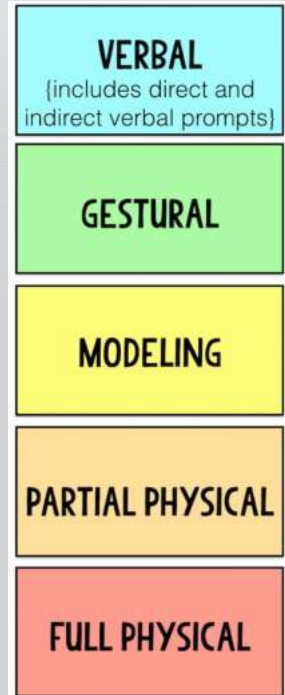 VERBAL
{includes direct and
indirect verbal prompts}
GESTURAL
MODELING
PARTIAL PHYSICAL
FULL PHYSICAL